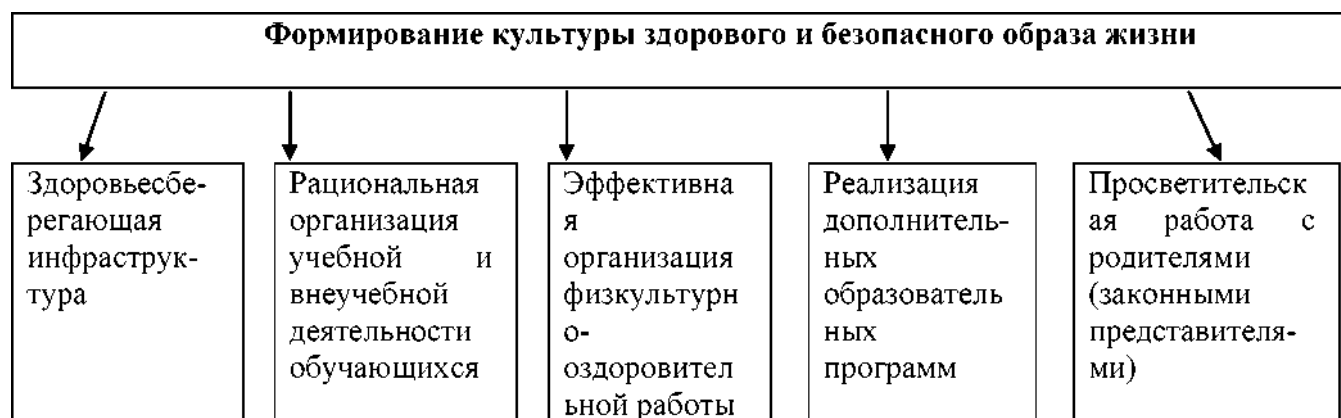 Формирование культуры здорового и безопасного образа жизни
Здоровьесбе-
регающая
инфраструк-
тура
Рациональная
организация
учебной и
внеучебной
деятельности
обучающихся
Эффективна
я
организация
физкультурн
о-
оздоровител
ьной работы
Реализация
дополнитель-
ных
образователь
ных
программ
Просветительск
ая работа с
родителями
(законными
представителя-
ми)